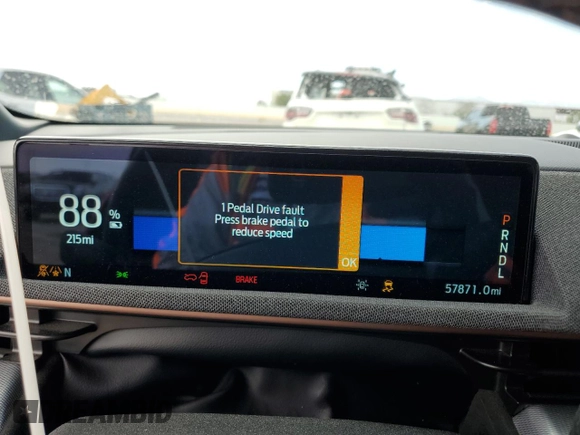 88 %
215mi
1 Pedal Drive fault
Press brake pedal to
reduce speed
OK
P
R
N
D
L
N
BRAKE
57871.0mi